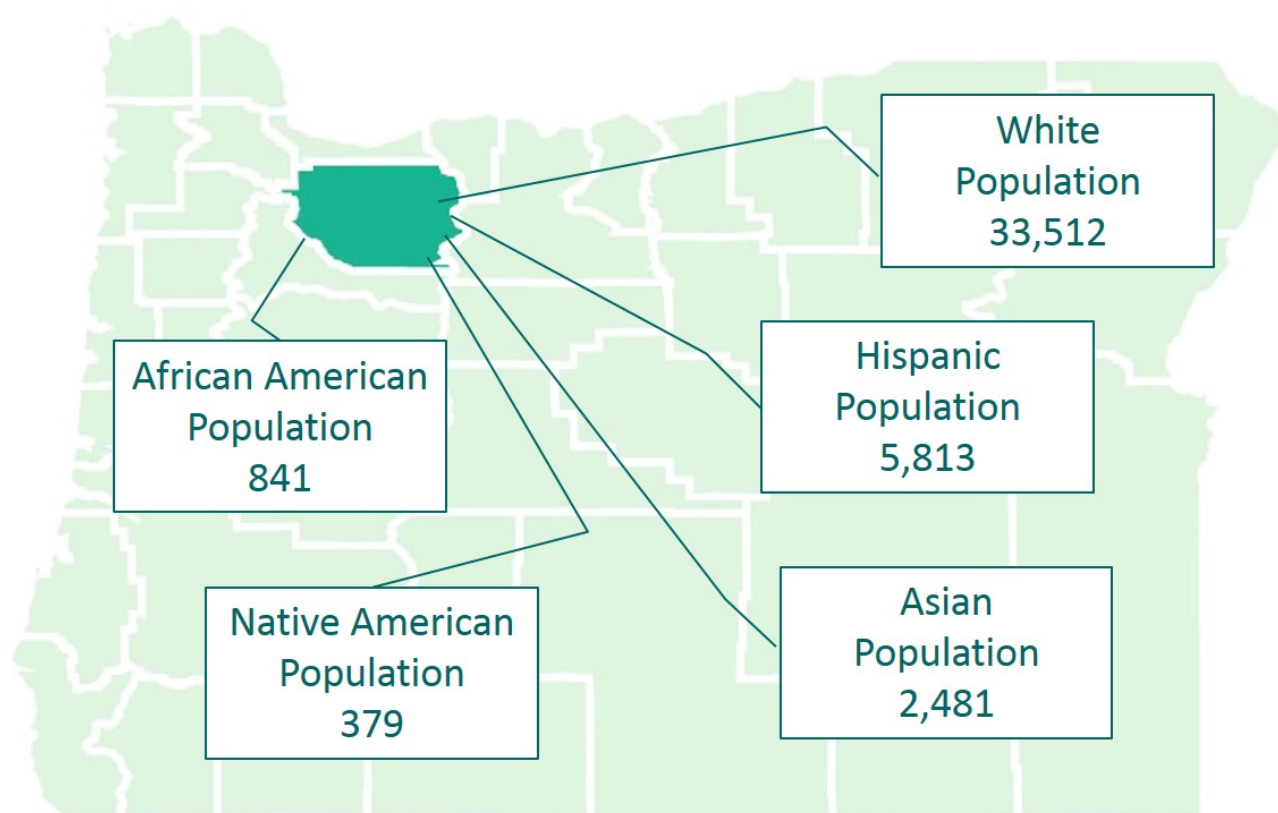 White
Population
33,512
Hispanic
Population
5,813
African American
Population
841
Native American
Population
379
Asian
Population
2,481